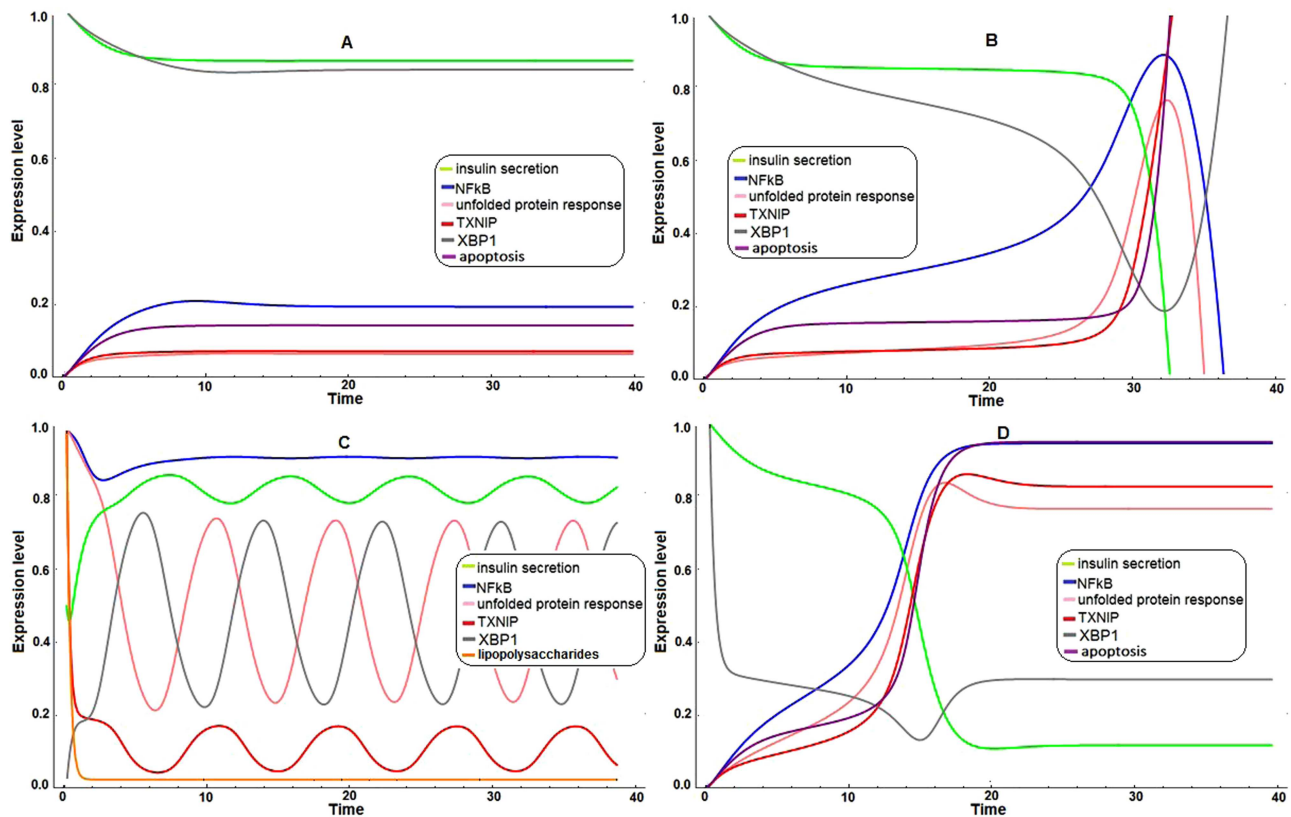 A
Expression level
1.0
0.8
0.6
0.4
0.2
0.0
insulin secretion
NFkB
unfolded protein response
TXNIP
XBP1
apoptosis
0 10 20 30 40
Time
B
Expression level
1.0
0.8
0.6
0.4
0.2
0.0
insulin secretion
NFkB
unfolded protein response
TXNIP
XBP1
apoptosis
0 10 20 30 40
Time
C
Expression level
1.0
0.8
0.6
0.4
0.2
0.0
insulin secretion
NFkB
unfolded protein response
TXNIP
XBP1
lipopolysaccharides
0 10 20 30 40
Time
D
Expression level
1.0
0.8
0.6
0.4
0.2
0.0
insulin secretion
NFkB
unfolded protein response
TXNIP
XBP1
apoptosis
0 10 20 30 40
Time